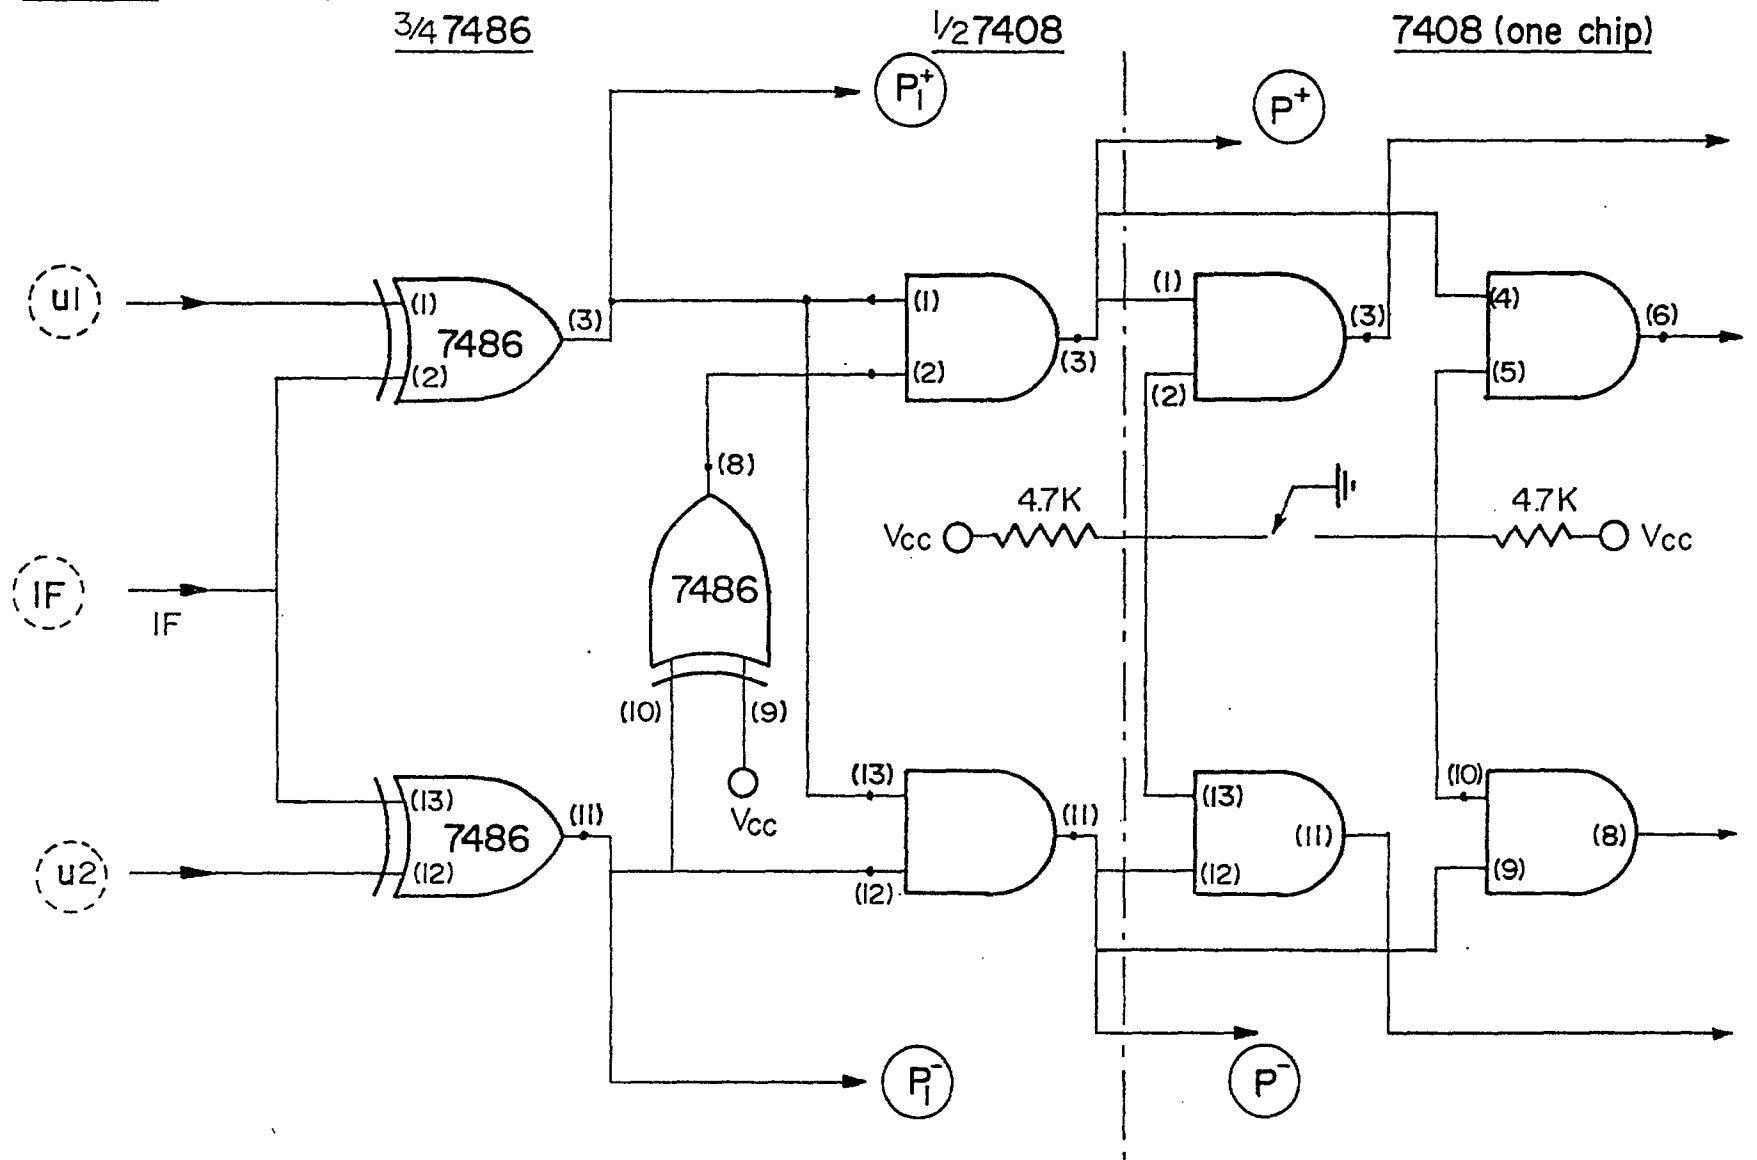 3/4 7486
1/2 7408
7408 (one chip)
P1+
P+
u1
(1)
(2)
7486
(3)
(1)
(2)
(3)
(1)
(2)
(3)
(4)
(5)
(6)
(8)
7486
(10)
(9)
Vcc
4.7K
Vcc
4.7K
Vcc
IF
IF
u2
(13)
(12)
7486
(11)
(13)
(12)
(11)
(13)
(12)
(11)
(10)
(9)
(8)
P1-
P-